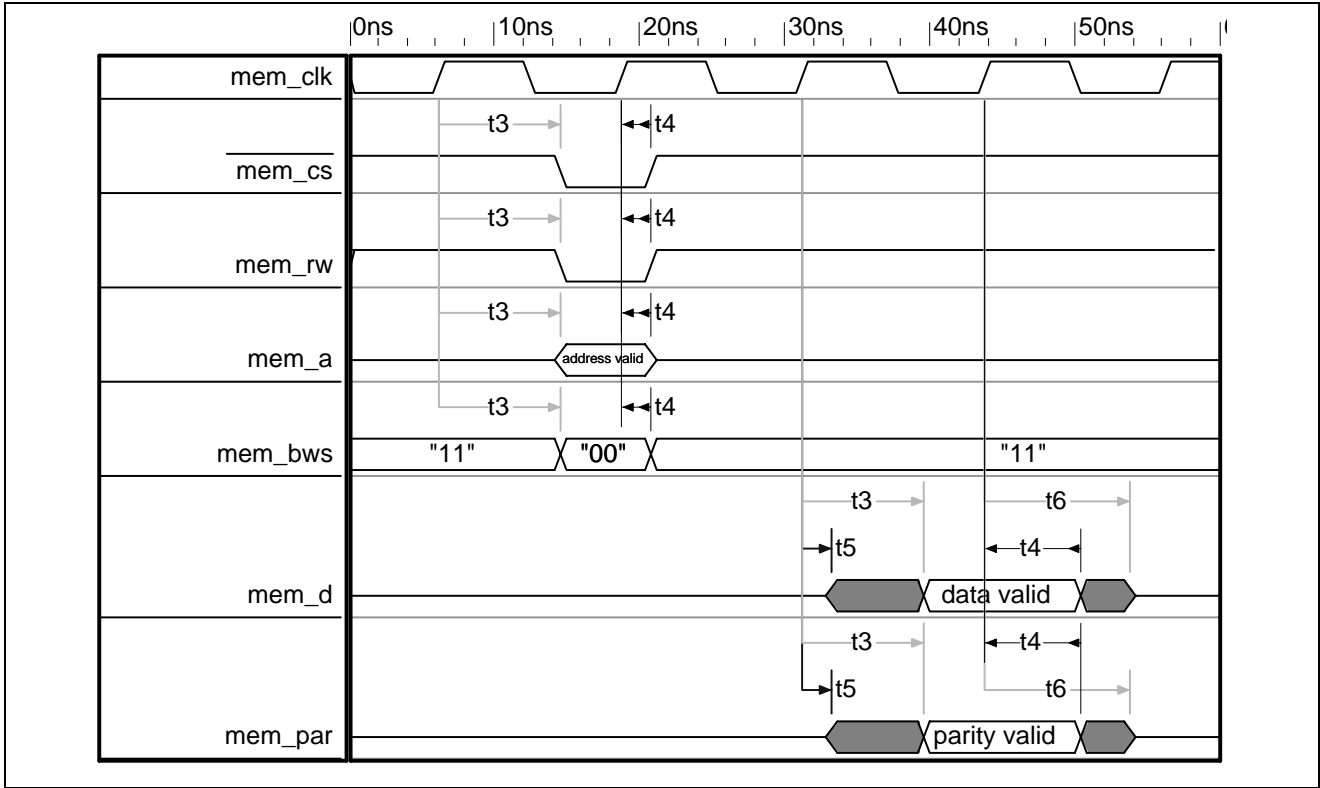 0ns 10ns 20ns 30ns 40ns 50ns
mem_clk
t3 t4
mem_cs
t3 t4
mem_rw
t3 t4
mem_a address valid
t3 t4
mem_bws "11" "00" "11"
t3 t6
t5 t4
mem_d data valid
t3 t4
t5 t6
mem_par parity valid